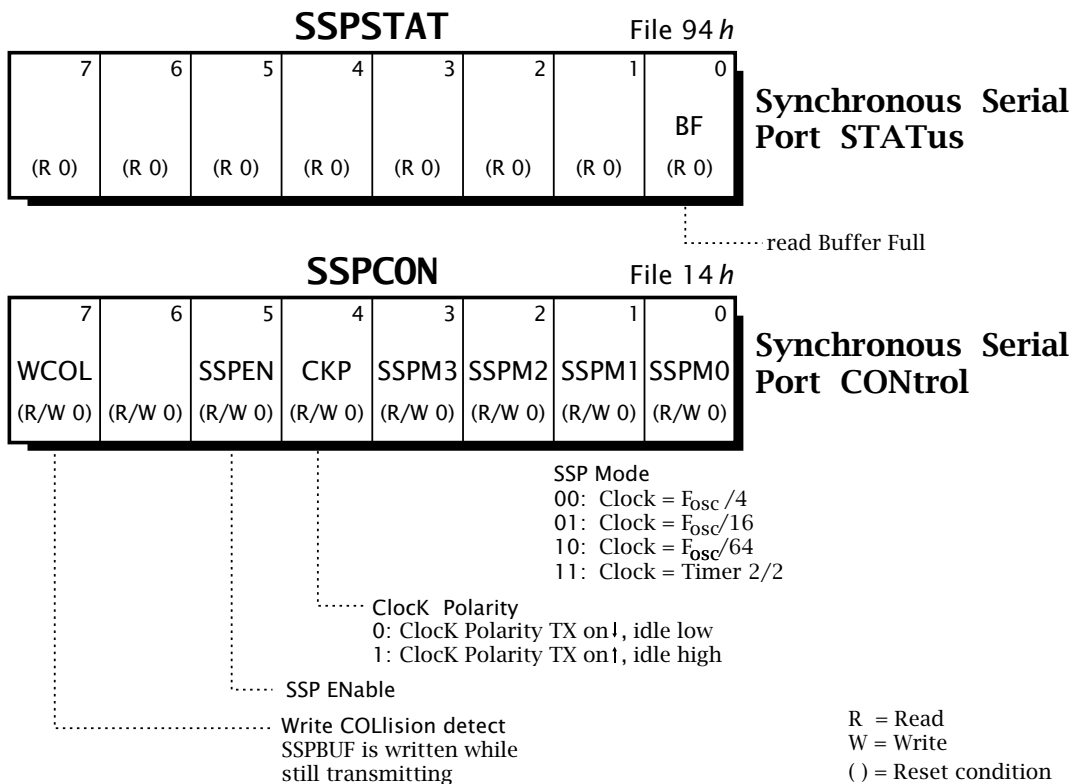 SSPSTAT File 94 h
7 6 5 4 3 2 1 0
BF
(R 0) (R 0) (R 0) (R 0) (R 0) (R 0) (R 0) (R 0)
Synchronous Serial
Port STATus
read Buffer Full
SSPCON File 14 h
7 6 5 4 3 2 1 0
WCOL SSPEN CKP SSPM3 SSPM2 SSPM1 SSPM0
(R/W 0) (R/W 0) (R/W 0) (R/W 0) (R/W 0) (R/W 0) (R/W 0) (R/W 0)
Synchronous Serial
Port CONtrol
SSP Mode
00: Clock = Fosc /4
01: Clock = Fosc/16
10: Clock = Fosc/64
11: Clock = Timer 2/2
ClocK Polarity
0: ClocK Polarity TX on↓, idle low
1: ClocK Polarity TX on↑, idle high
SSP ENable
Write COLlision detect
SSPBUF is written while
still transmitting
R = Read
W = Write
( ) = Reset condition